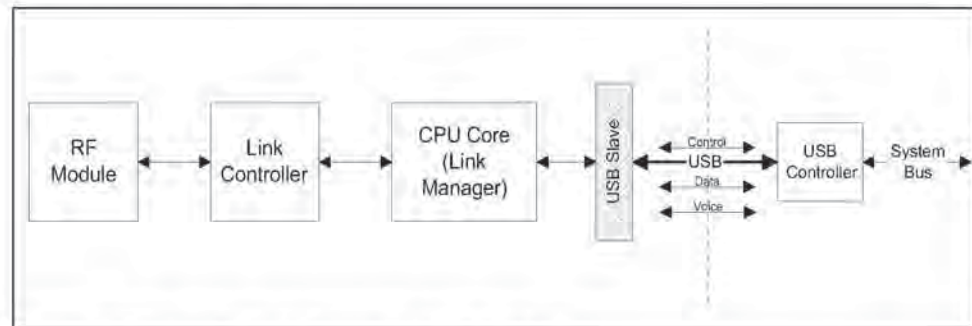 RF
Module
Link
Controller
CPU Core
(Link
Manager)
USB Slave
Control
USB
Data
Voice
USB
Controller
System
Bus